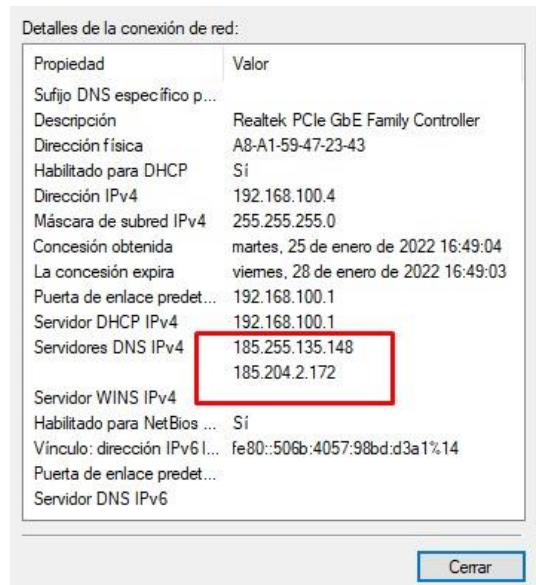 Detalles de la conexión de red:
Propiedad Valor
Sufijo DNS específico p...
Descripción Realtek PCIe GbE Family Controller
Dirección física A8-A1-59-47-23-43
Habilitado para DHCP Sí
Dirección IPv4 192.168.100.4
Máscara de subred IPv4 255.255.255.0
Concesión obtenida martes, 25 de enero de 2022 16:49:04
La concesión expira viernes, 28 de enero de 2022 16:49:03
Puerta de enlace predet... 192.168.100.1
Servidor DHCP IPv4 192.168.100.1
Servidores DNS IPv4 185.255.135.148
185.204.2.172
Servidor WINS IPv4
Habilitado para NetBios ... Sí
Vínculo: dirección IPv6 l... fe80::506b:4057:98bd:d3a1%14
Puerta de enlace predet...
Servidor DNS IPv6
Cerrar